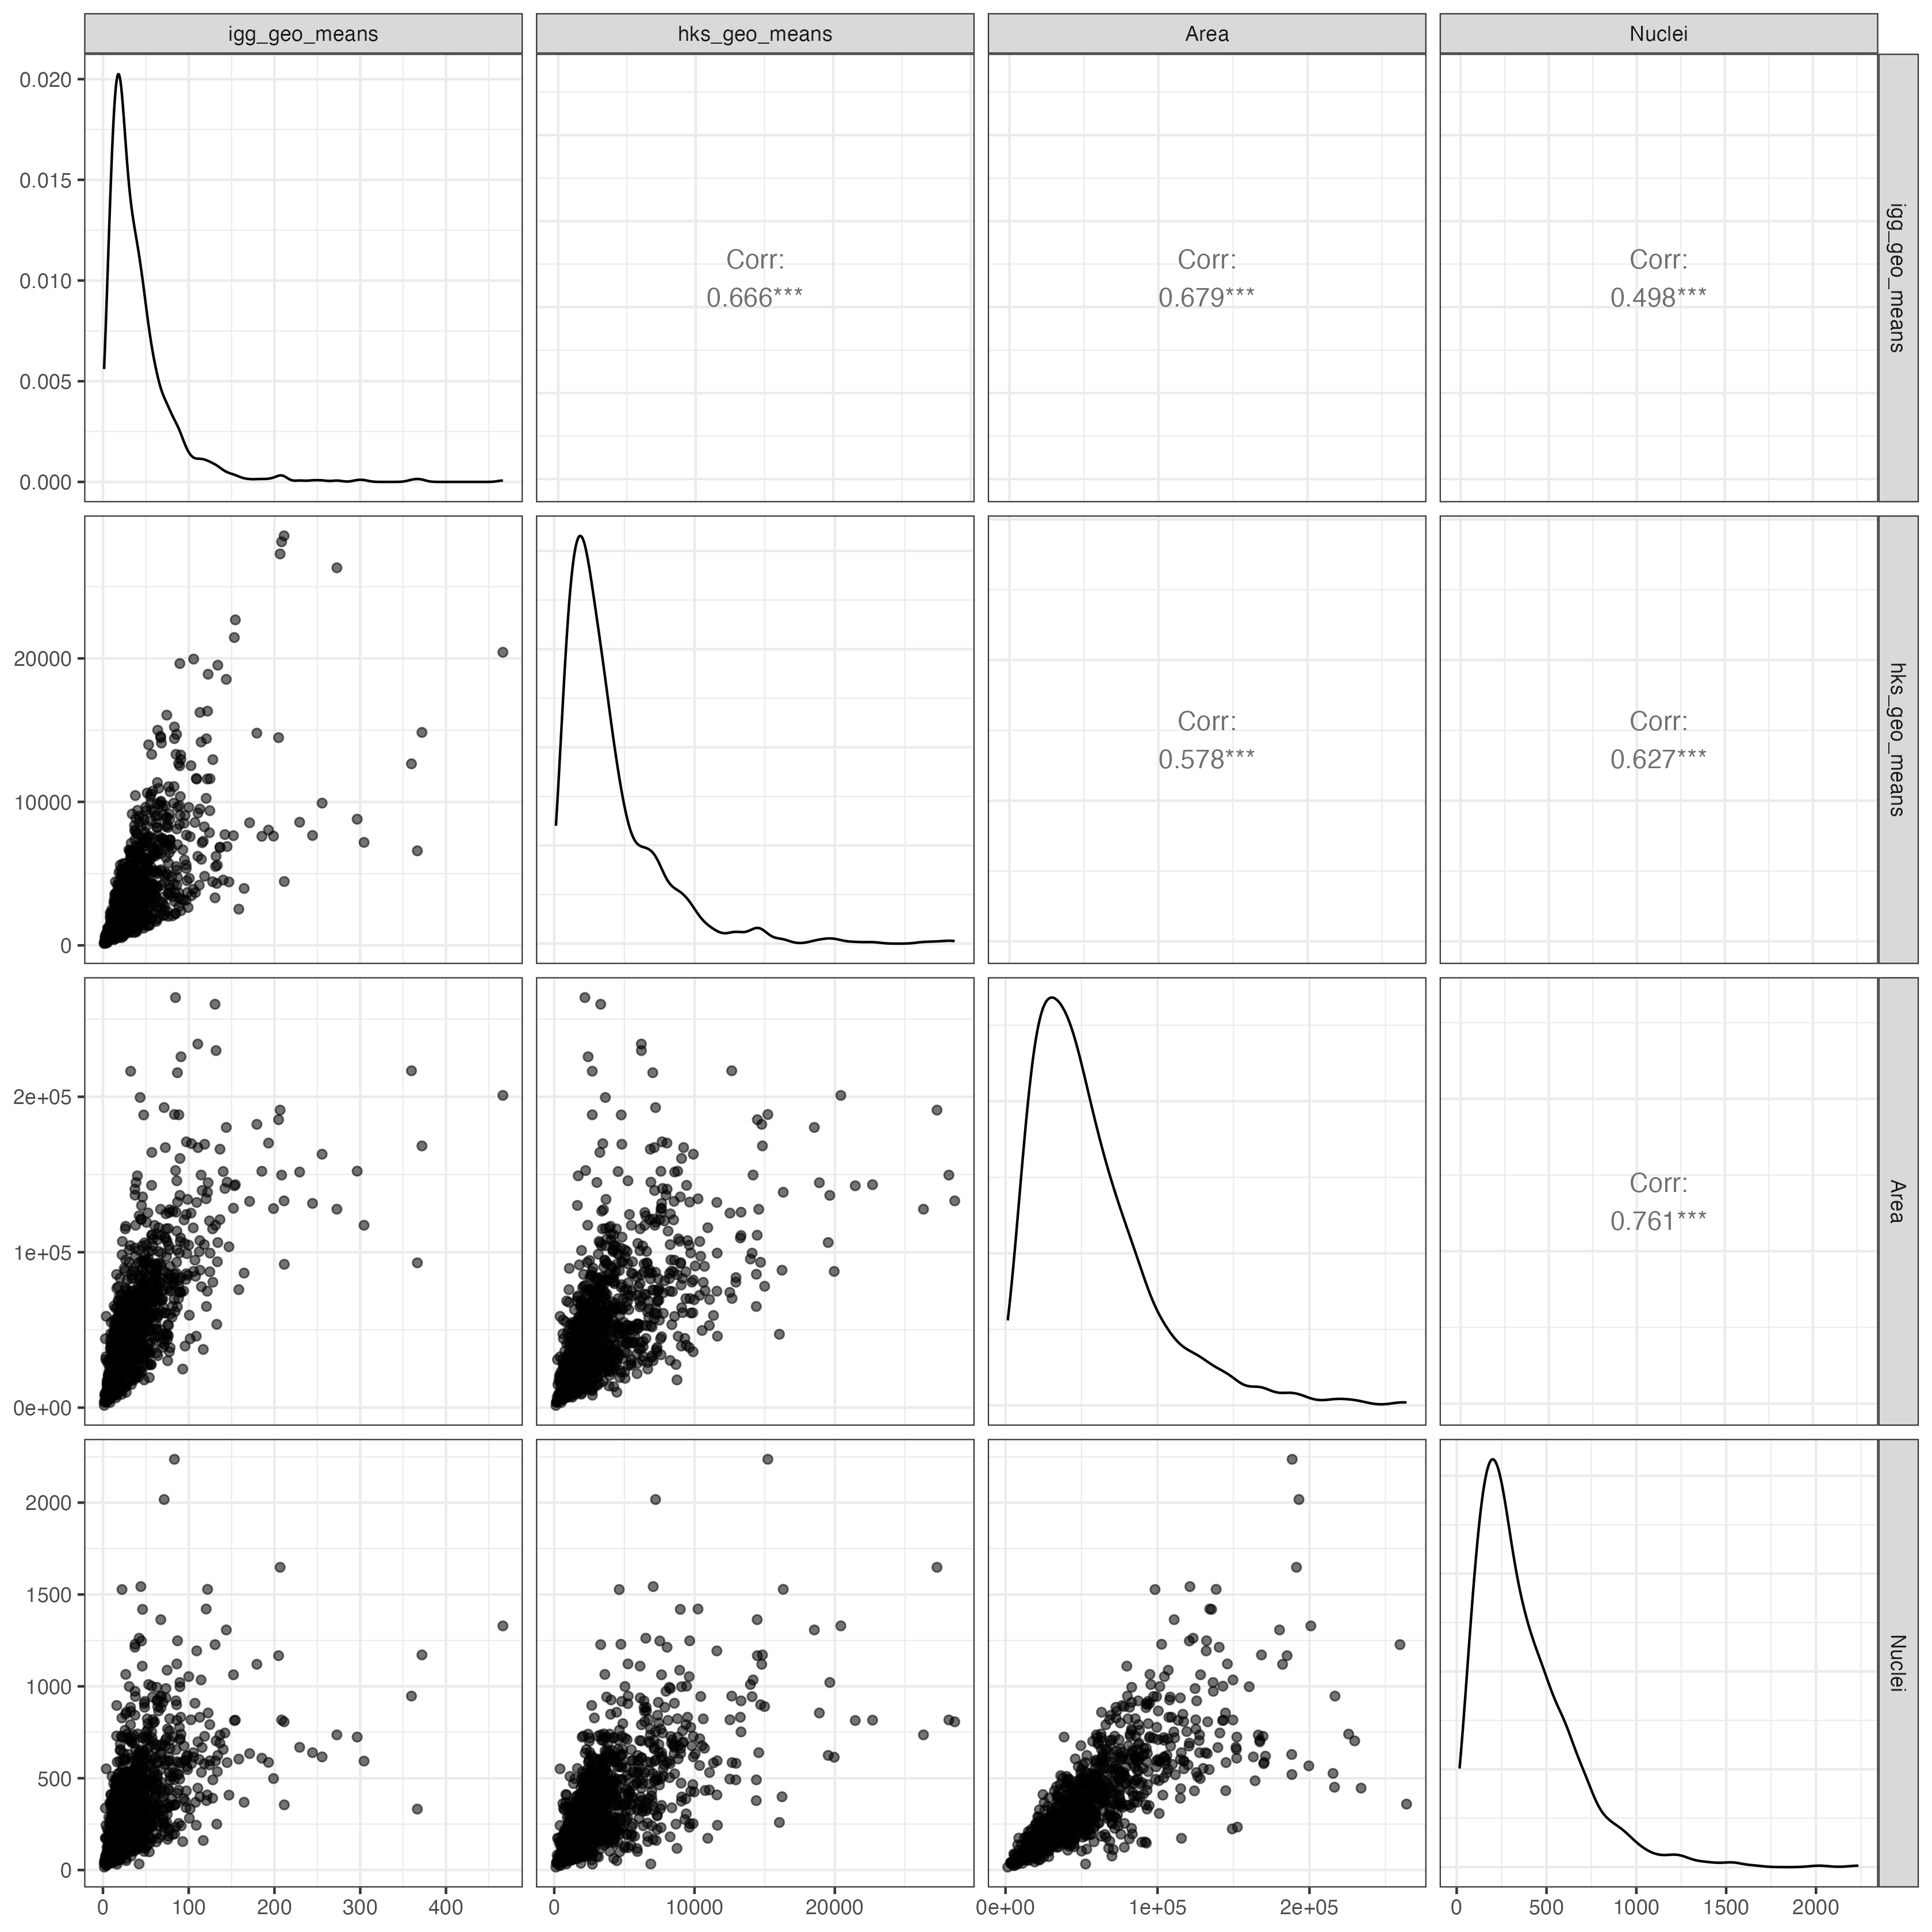 igg_geo_means
hks_geo_means
Area
Nuclei
0.020
0.015
0.010
0.005
0.000
Corr:
0.666***
Corr:
0.679***
Corr:
0.498***
igg_geo_means
20000
10000
0
Corr:
0.578***
Corr:
0.627***
hks_geo_means
2e+05
1e+05
0e+00
Corr:
0.761***
Area
2000
1500
1000
500
0
Nuclei
0 100 200 300 400
0 10000 20000
0e+00 1e+05 2e+05
0 500 1000 1500 2000